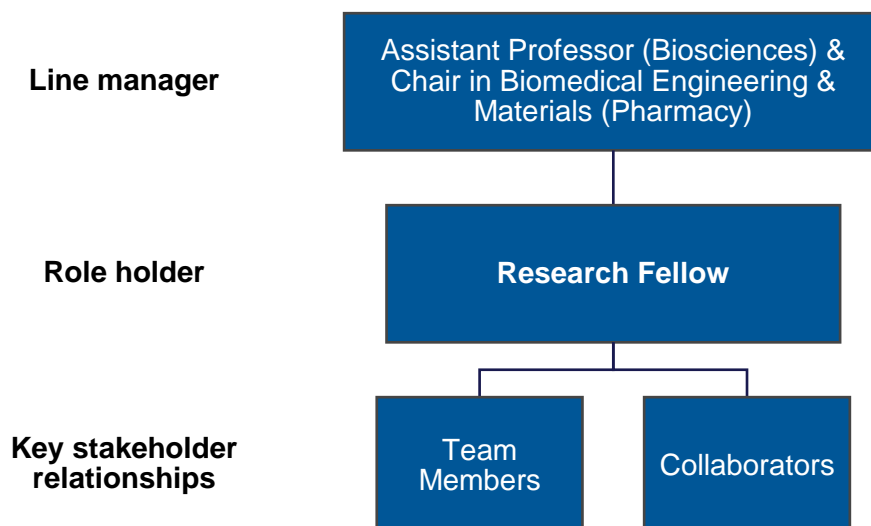 Line manager
Assistant Professor (Biosciences) &
Chair in Biomedical Engineering &
Materials (Pharmacy)
Role holder
Research Fellow
Key stakeholder
relationships
Team
Members
Collaborators